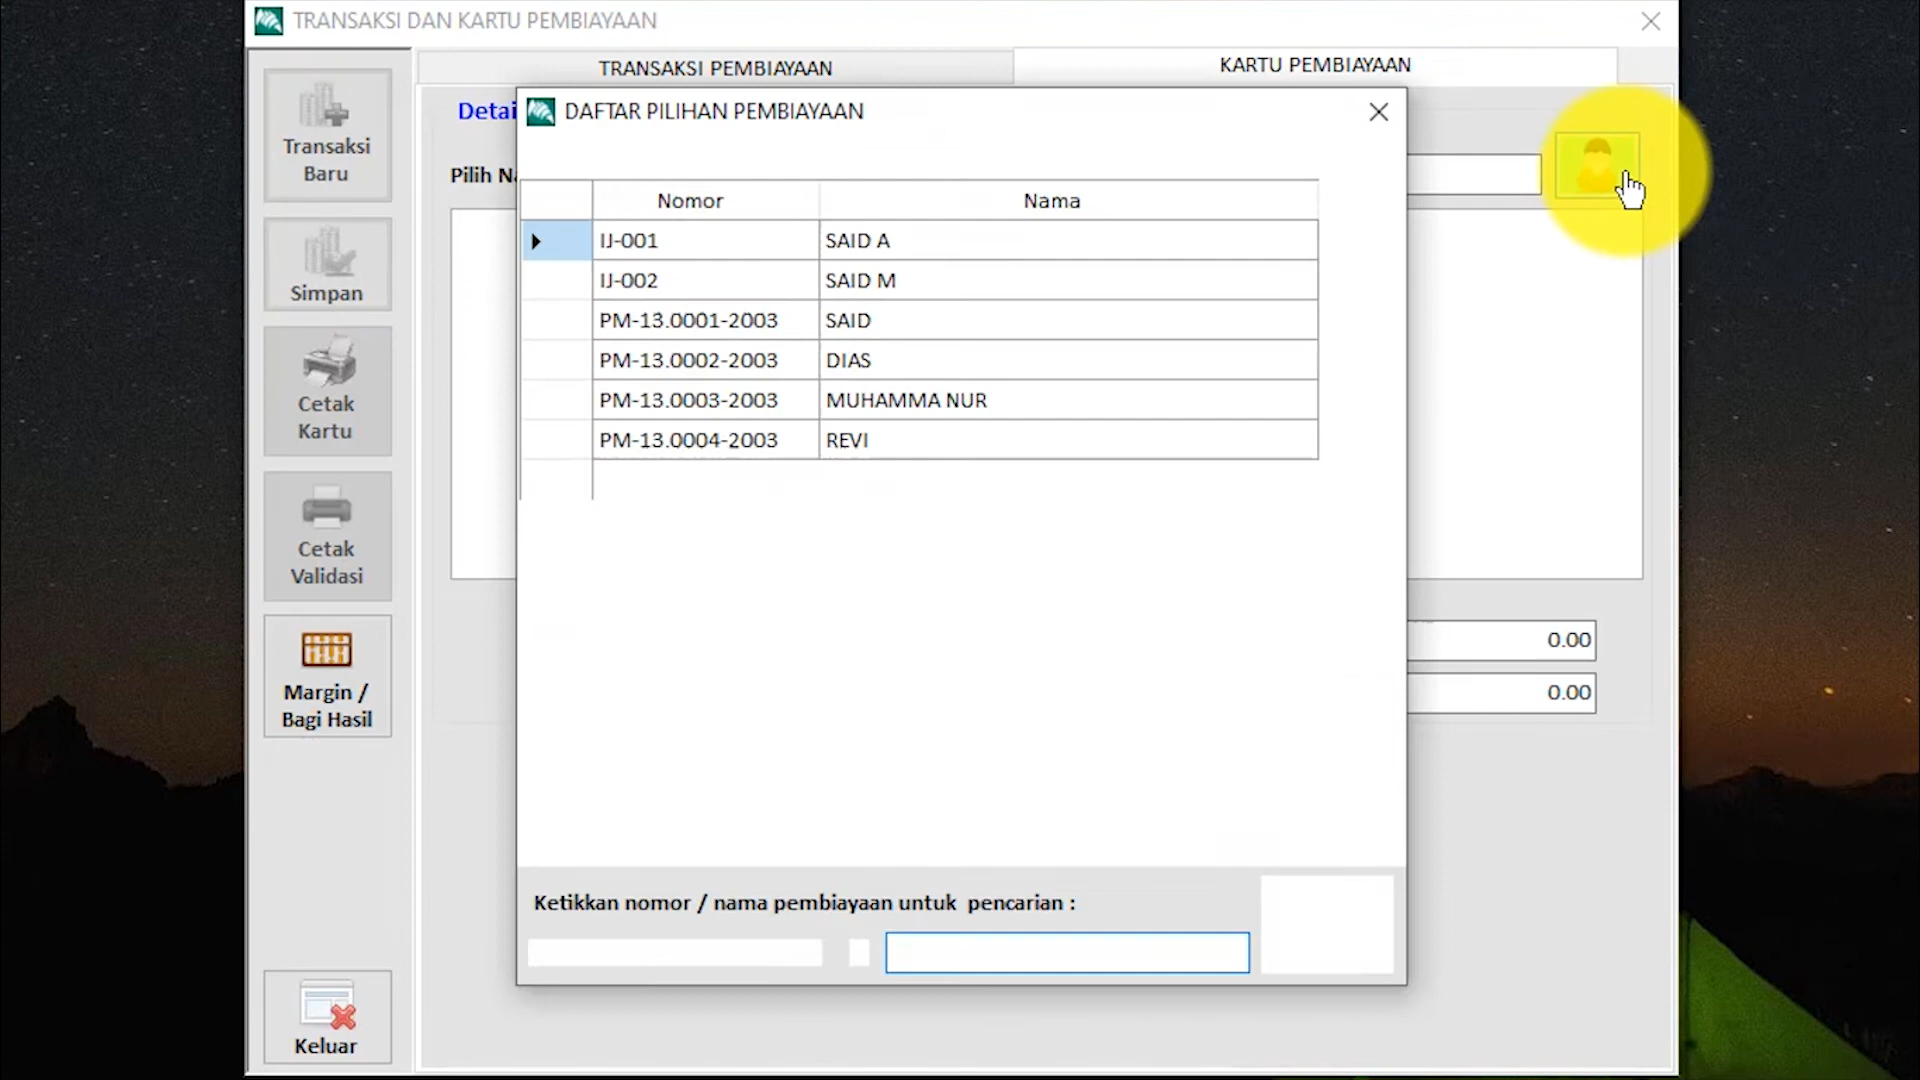 TRANSAKSI DAN KARTU PEMBIAYAAN
TRANSAKSI PEMBIAYAAN
KARTU PEMBIAYAAN
Transaksi
Baru
Simpan
Cetak
Kartu
Cetak
Validasi
Margin /
Bagi Hasil
Keluar
Detai
Pilih Na
DAFTAR PILIHAN PEMBIAYAAN
Nomor Nama
IJ-001 SAID A
IJ-002 SAID M
PM-13.0001-2003 SAID
PM-13.0002-2003 DIAS
PM-13.0003-2003 MUHAMMA NUR
PM-13.0004-2003 REVI
Ketikkan nomor / nama pembiayaan untuk pencarian :
0.00
0.00